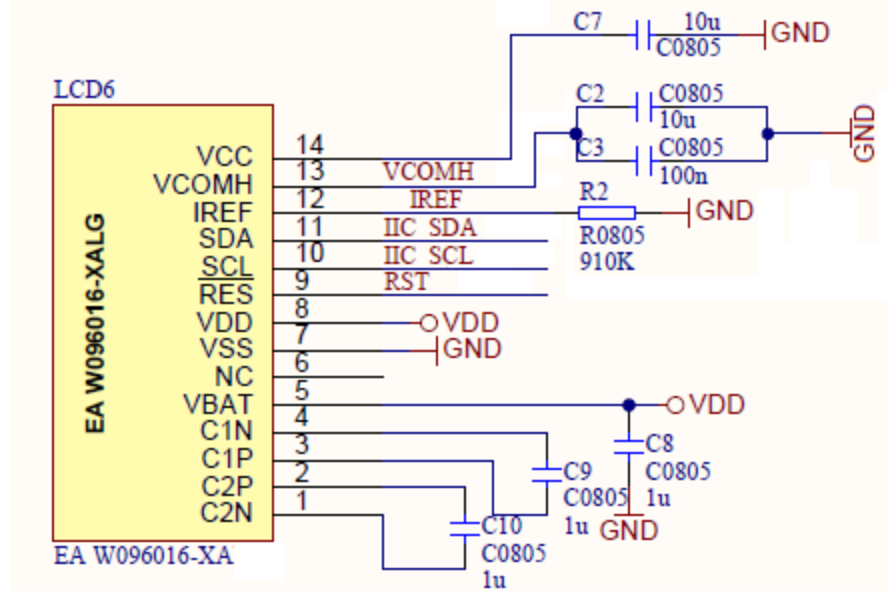 C7
10u
C0805
GND
LCD6
C2
C0805
10u
C3
C0805
100n
GND
VCC
14
VCOMH
13
VCOMH
IREF
12
IREF
R2
GND
R0805
910K
SDA
11
IIC_SDA
SCL
10
IIC_SCL
RES
9
RST
VDD
8
VDD
VSS
7
GND
NC
6
VBAT
5
VDD
C1N
4
C1P
3
C2P
2
C2N
1
EA W096016-XALG
C8
C0805
1u
GND
C9
C0805
1u
C10
C0805
1u
EA W096016-XA